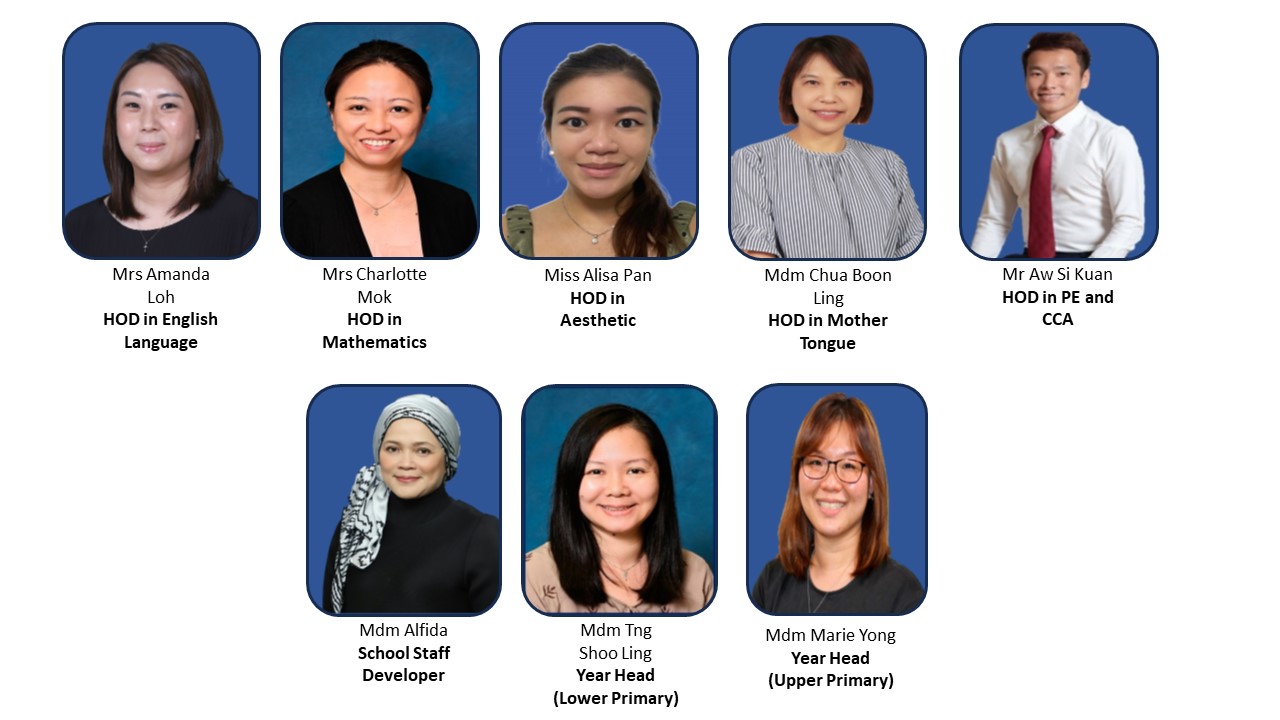 Mrs Amanda
Loh
HOD in English
Language
Mrs Charlotte
Mok
HOD in
Mathematics
Miss Alisa Pan
HOD in
Aesthetic
Mdm Chua Boon
Ling
HOD in Mother
Tongue
Mr Aw Si Kuan
HOD in PE and
CCA
Mdm Alfida
School Staff
Developer
Mdm Tng
Shoo Ling
Year Head
(Lower Primary)
Mdm Marie Yong
Year Head
(Upper Primary)